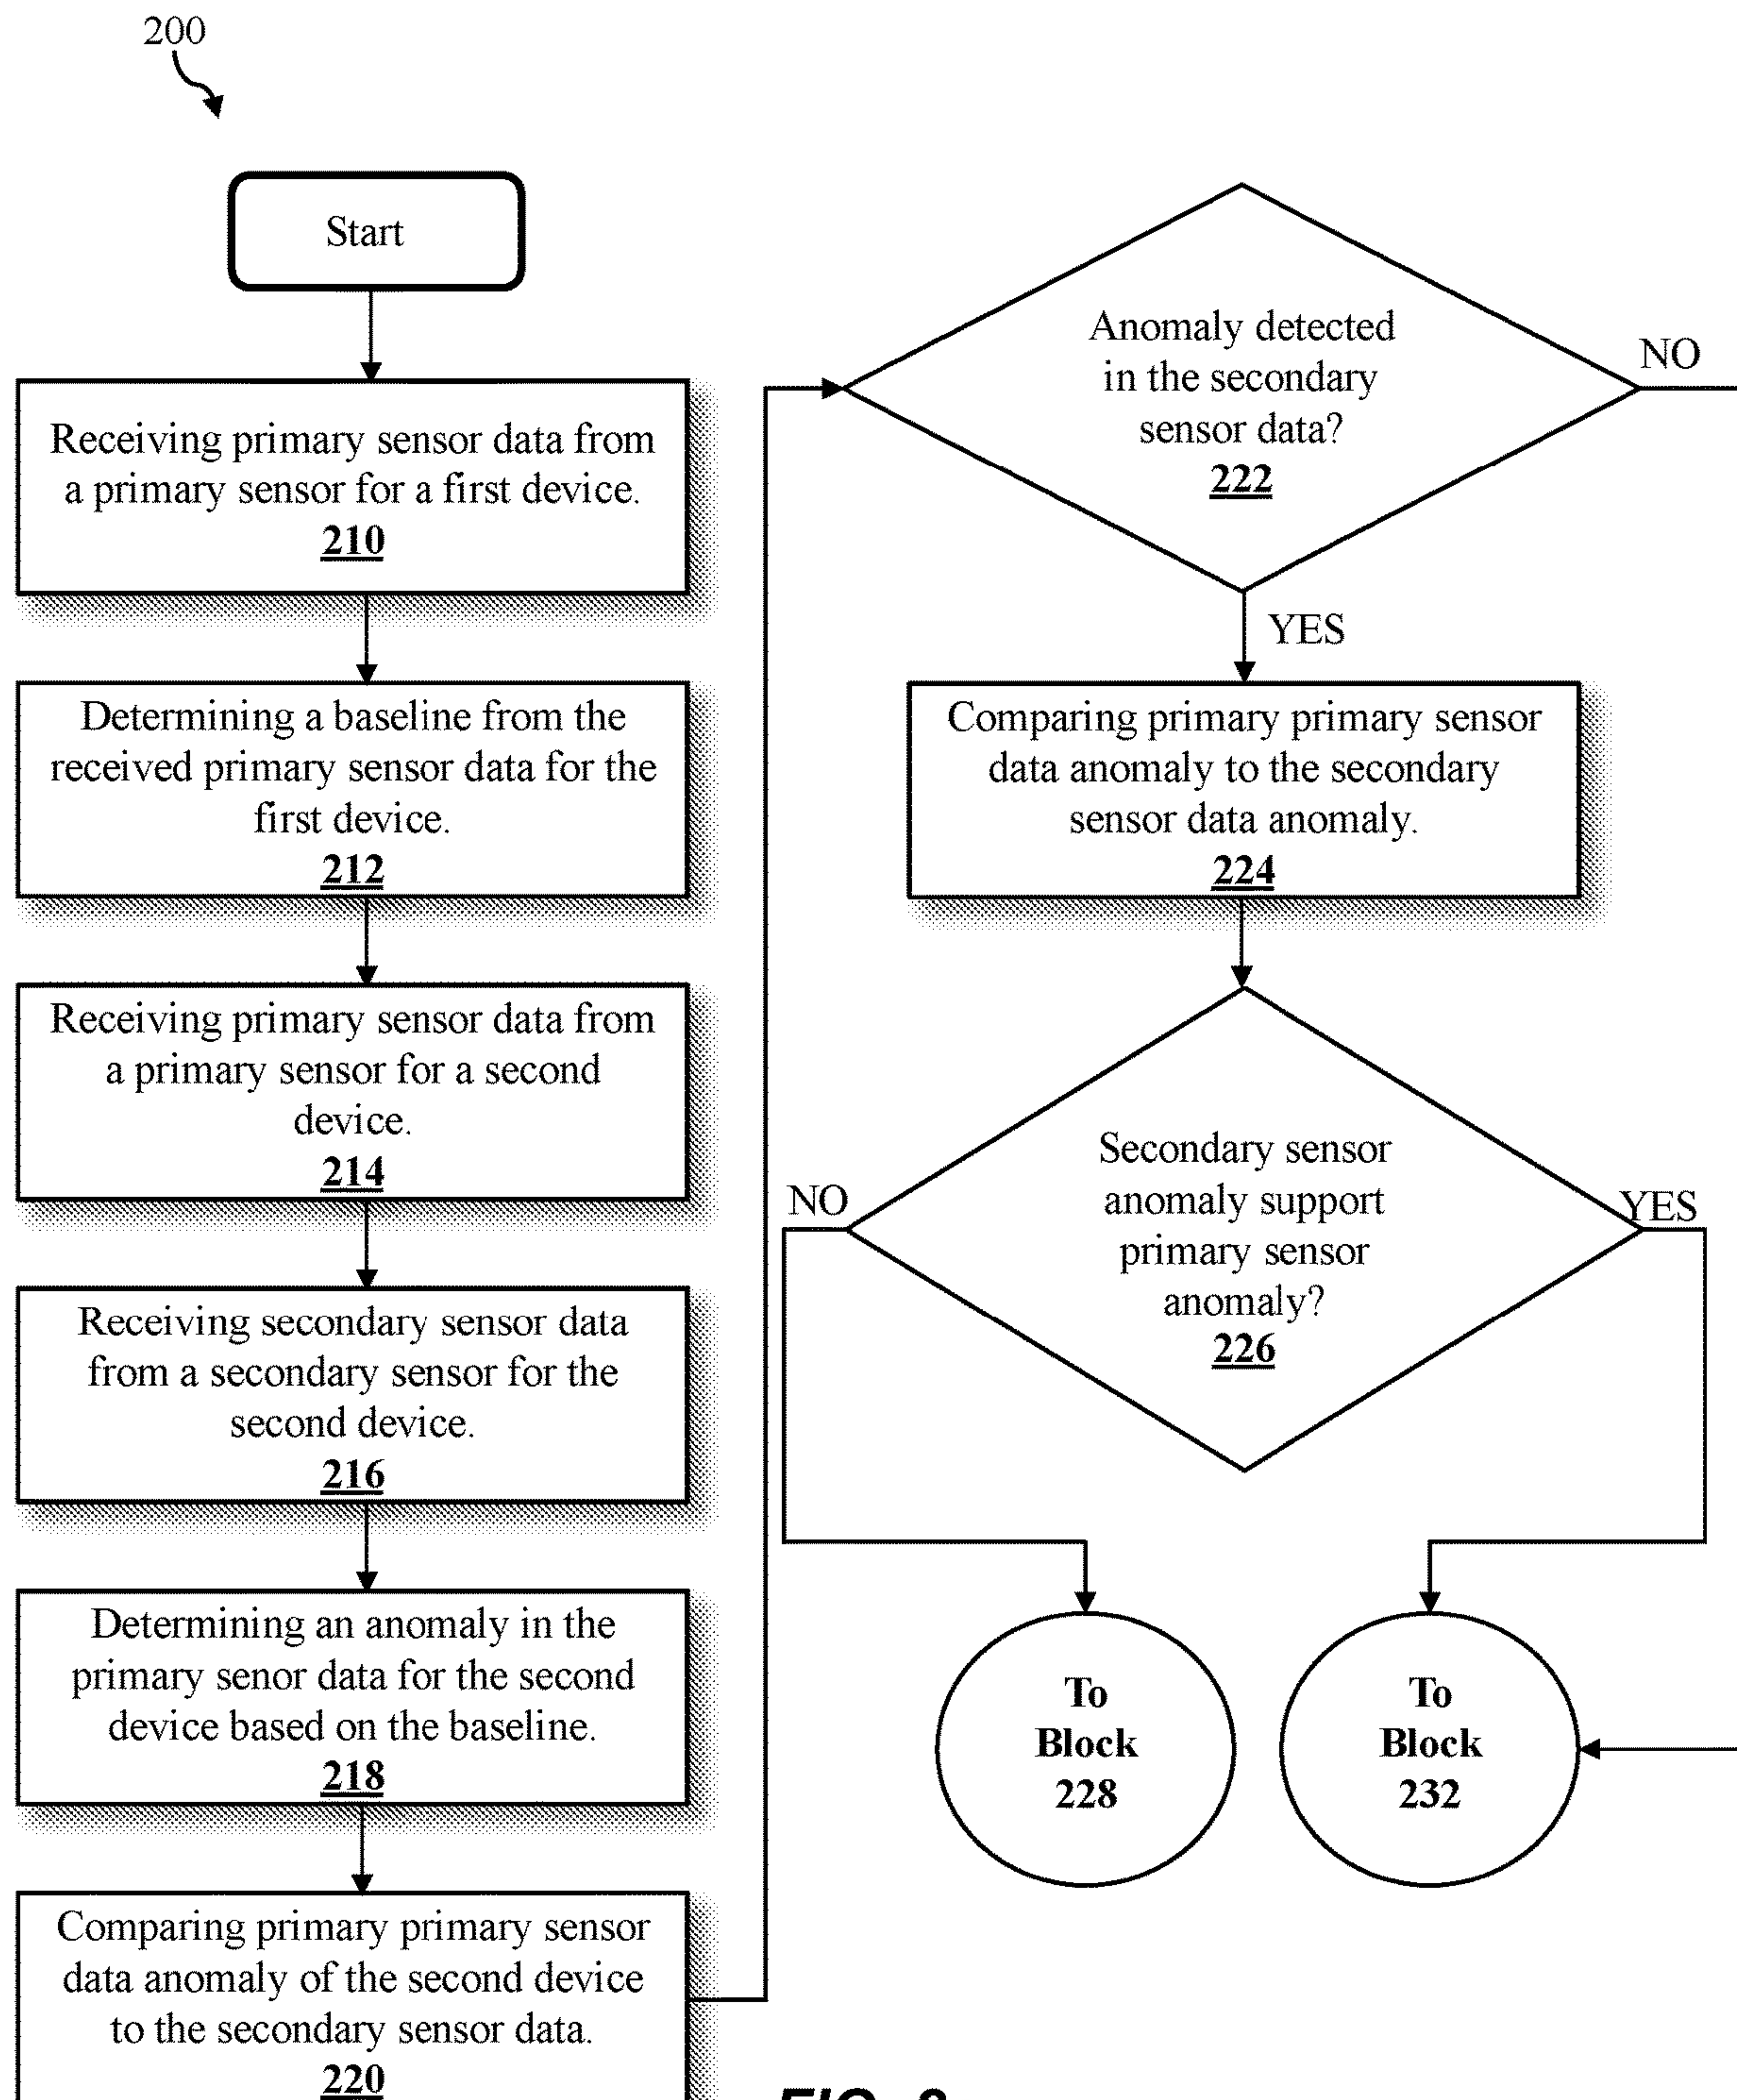 200
Start
Receiving primary sensor data from
a primary sensor for a first device.
210
Determining a baseline from the
received primary sensor data for the
first device.
212
Receiving primary sensor data from
a primary sensor for a second
device.
214
Receiving secondary sensor data
from a secondary sensor for the
second device.
216
Determining an anomaly in the
primary senor data for the second
device based on the baseline.
218
Comparing primary primary sensor
data anomaly of the second device
to the secondary sensor data.
220
Anomaly detected
in the secondary
sensor data?
222
NO
YES
Comparing primary primary sensor
data anomaly to the secondary
sensor data anomaly.
224
Secondary sensor
anomaly support
primary sensor
anomaly?
226
NO
YES
To
Block
228
To
Block
232